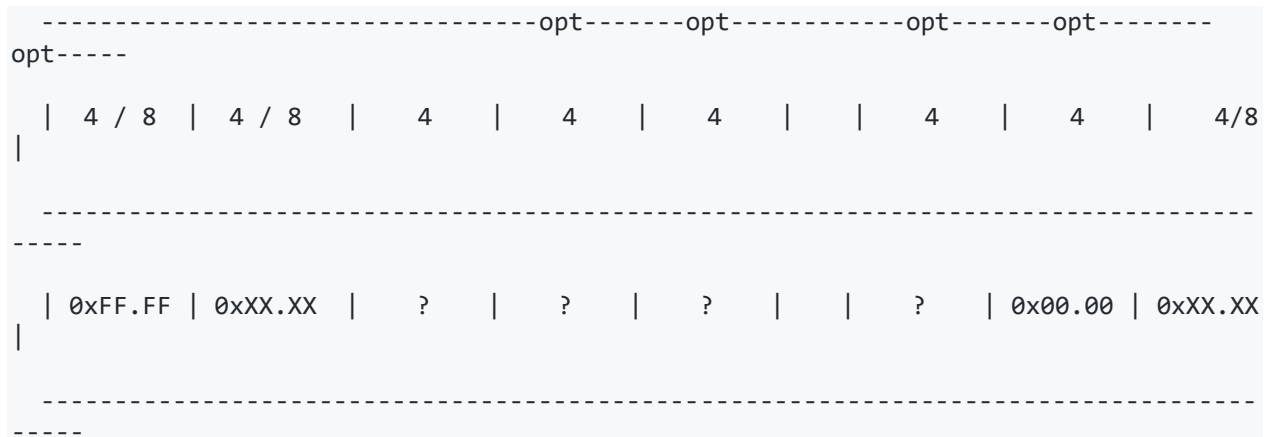 ----------------------------------opt-------opt------------opt-------opt--------
opt-----
| 4 / 8 | 4 / 8 | 4 | 4 | 4 | | 4 | 4 | 4/8
|
-----------------------------------------------------------------------------------
-----
| 0xFF.FF | 0xXX.XX | ? | ? | ? | | ? | 0x00.00 | 0xXX.XX
|
-----------------------------------------------------------------------------------
-----